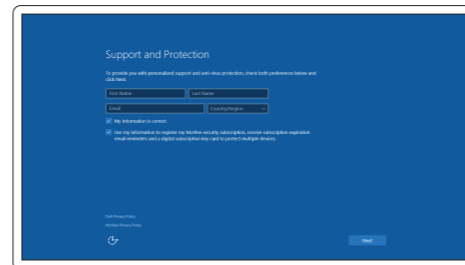 Support and Protection
To provide you with personalized support and anti-virus protection, check both preferences below and
click Next.
First Name
Last Name
Email
Country/Region
My information is correct.
Use my information to register my McAfee security subscription, receive subscription expiration
email reminders and a digital subscription key card to protect multiple devices.
Dell Privacy Policy
McAfee Privacy Policy
Next